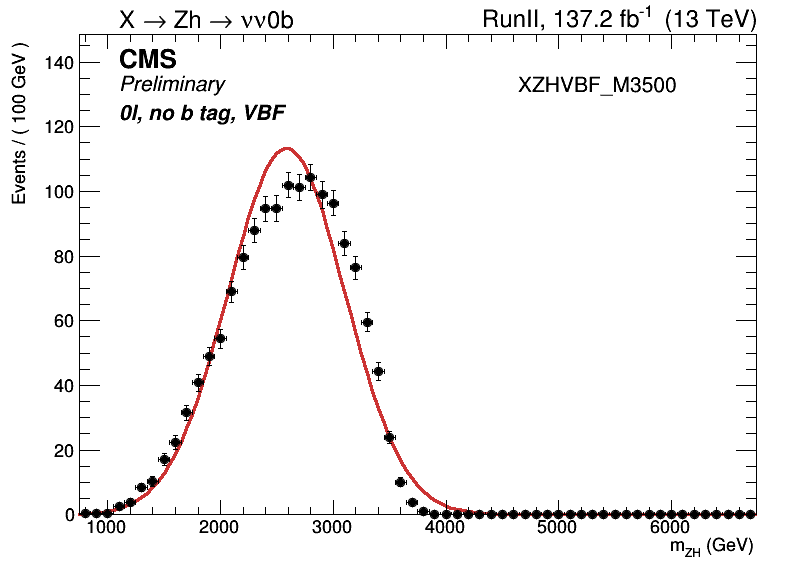 X → Zh → νν0b
RunII, 137.2 fb⁻¹ (13 TeV)
CMS
Preliminary
0l, no b tag, VBF
XZHVBF_M3500
Events / ( 100 GeV )
140
120
100
80
60
40
20
0
1000 2000 3000 4000 5000 6000
m_ZH (GeV)